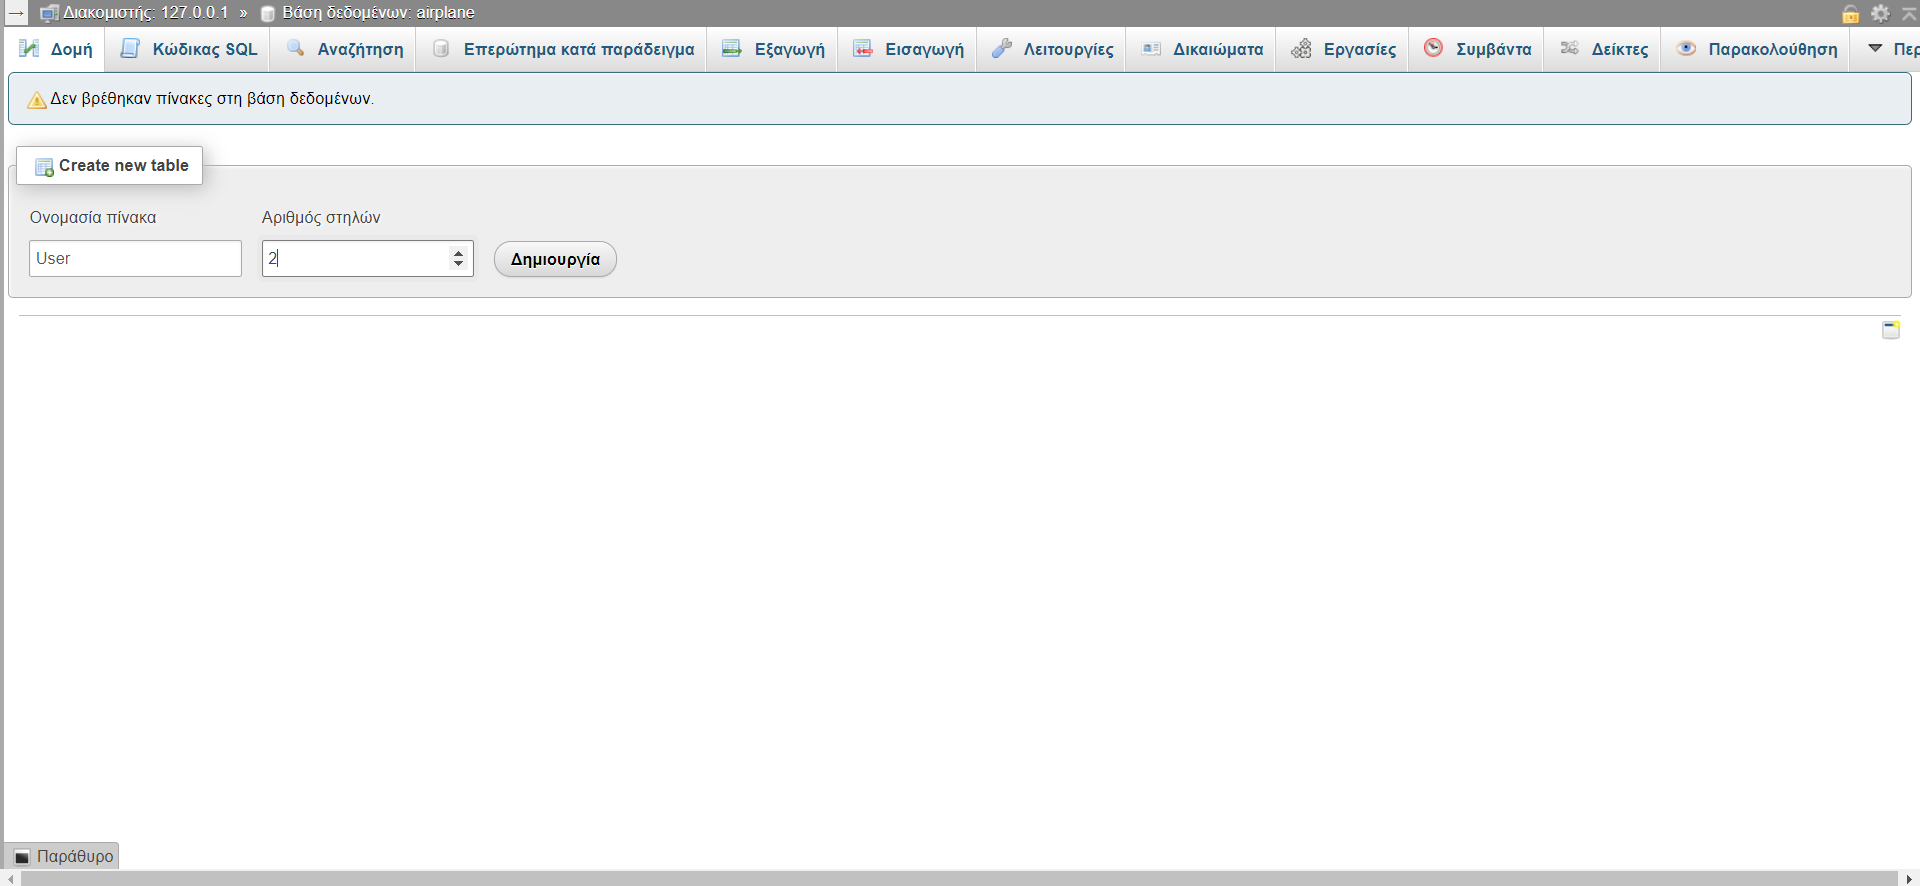 → Διακομιστής: 127.0.0.1 » Βάση δεδομένων: airplane
Δομή Κώδικας SQL Αναζήτηση Επερώτημα κατά παράδειγμα Εξαγωγή Εισαγωγή Λειτουργίες Δικαιώματα Εργασίες Συμβάντα Δείκτες Παρακολούθηση Περ
Δεν βρέθηκαν πίνακες στη βάση δεδομένων.
Create new table
Ονομασία πίνακα Αριθμός στηλών
User 2 Δημιουργία
Παράθυρο